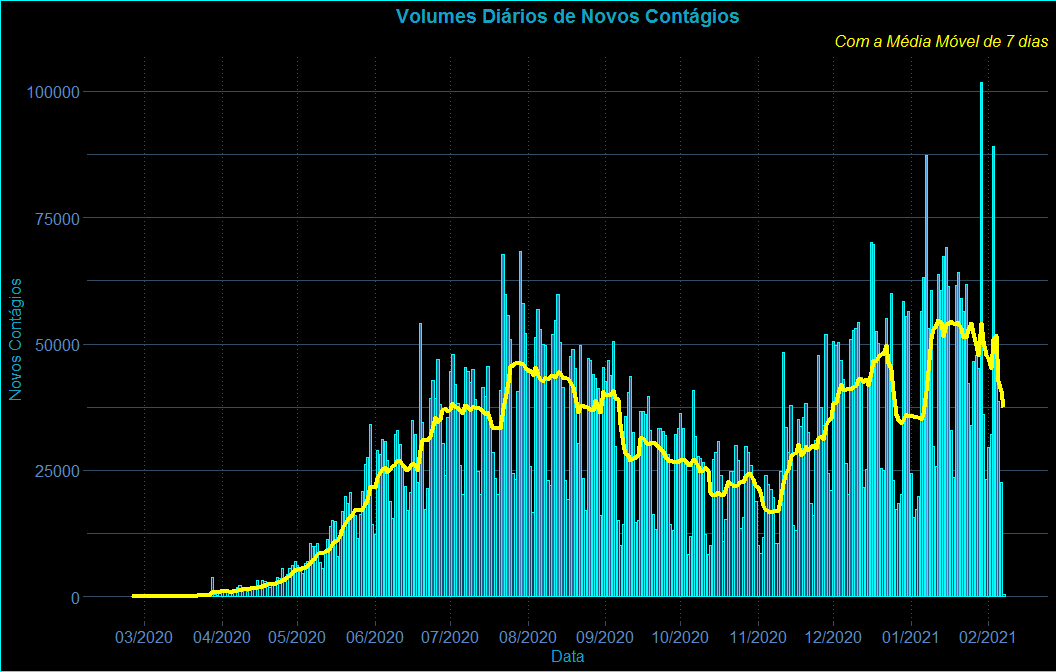 Volumes Diários de Novos Contágios
Com a Média Móvel de 7 dias
Novos Contágios
100000
75000
50000
25000
0
03/2020 04/2020 05/2020 06/2020 07/2020 08/2020 09/2020 10/2020 11/2020 12/2020 01/2021 02/2021
Data